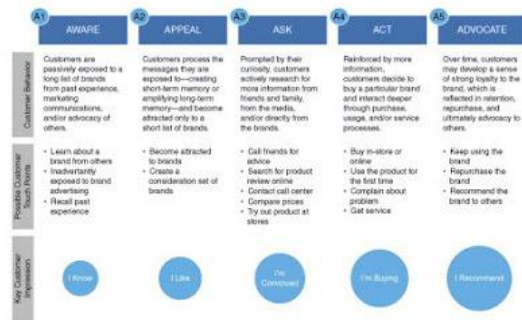 A1
AWARE
A2
APPEAL
A3
ASK
A4
ACT
A5
ADVOCATE
Customer Behavior
Customers are
passively exposed to a
long list of brands
from past experience,
marketing
communications,
and/or advocacy of
others.
Customers process the
messages they are
exposed to—creating
short-term memory or
amplifying long-term
memory—and become
attracted only to a
short list of brands.
Prompted by their
curiosity, customers
actively research for
more information from
friends and family,
from the media,
and/or directly from
the brands.
Reinforced by more
information,
customers decide to
buy a particular brand
and interact deeper
through purchase,
usage, and/or service
processes.
Over time, customers
may develop a sense
of strong loyalty to the
brand, which is
reflected in retention,
repurchase, and
ultimately advocacy to
others.
Possible Customer
Touch Points
• Learn about a
brand from others
• Inadvertently
exposed to brand
advertising
• Recall past
experience
• Become attracted
to brands
• Create a
consideration set of
brands
• Call friends for
advice
• Search for product
review online
• Contact call center
• Compare prices
• Try out product at
stores
• Buy in-store or
online
• Use the product for
the first time
• Complain about
problem
• Get service
• Keep using the
brand
• Repurchase the
brand
• Recommend the
brand to others
Key Customer
Impression
I Know
I Like
I'm
Convinced
I'm Buying
I Recommend